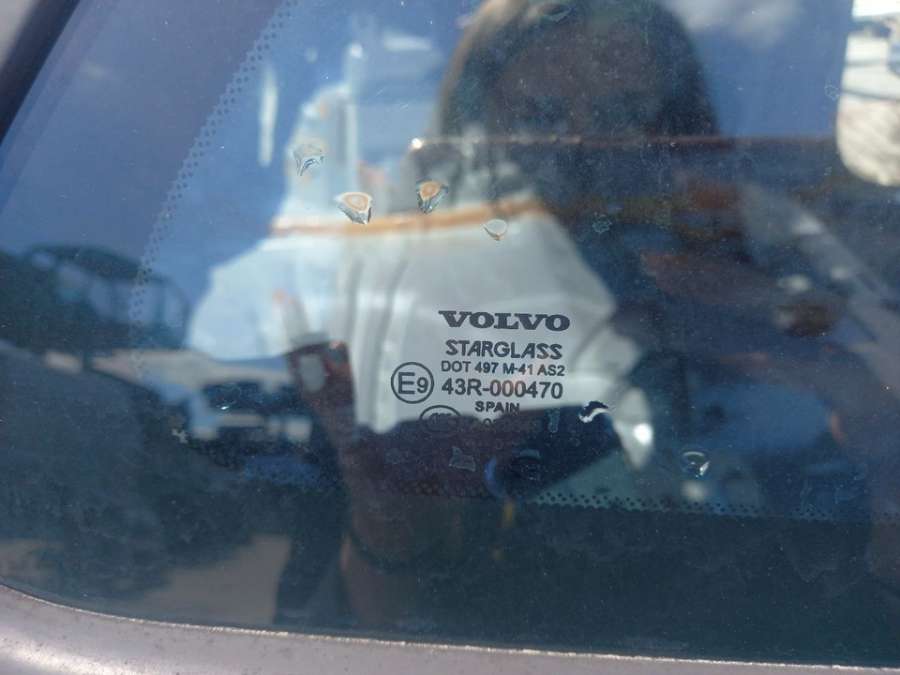 VOLVO
STARGLASS
DOT 497 M-41 AS2
E9 43R-000470
SPAIN